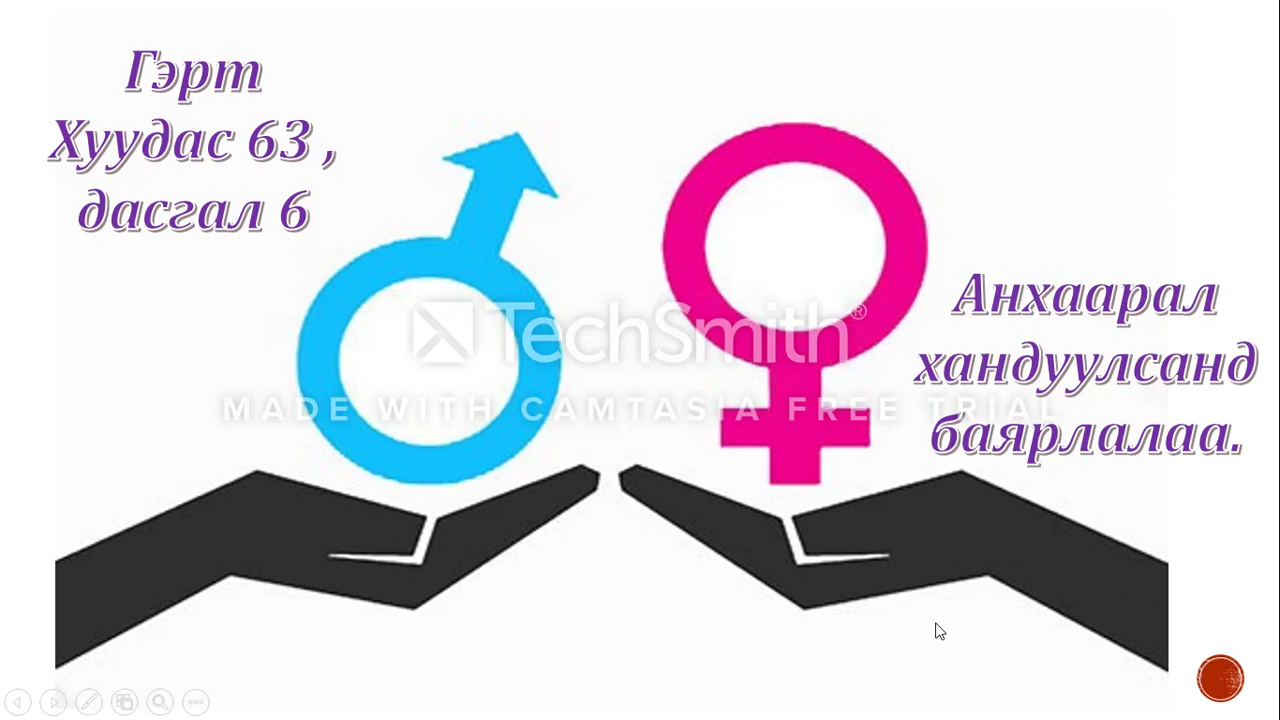 Гэрт
Хуудас 63 ,
дасгал 6
Анхаарал
хандуулсанд
баярлалаа.
TechSmith®
MADE WITH CAMTASIA FREE TRIAL